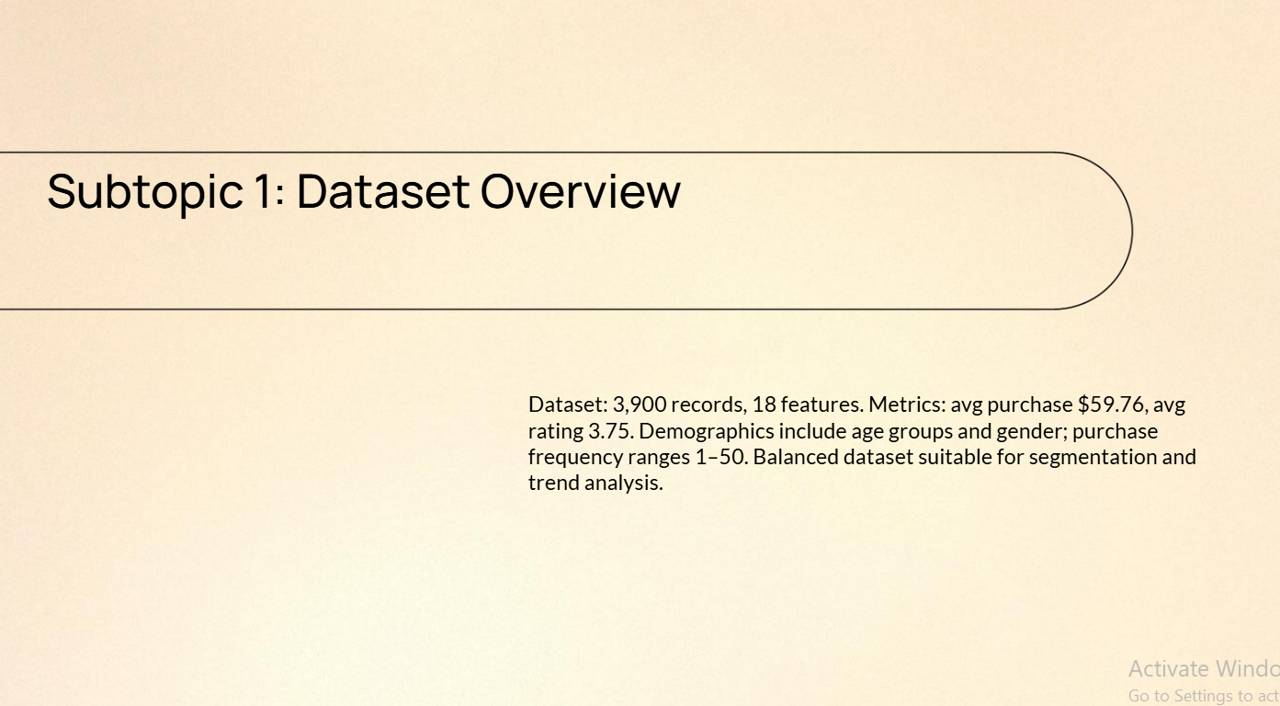 Subtopic 1: Dataset Overview
Dataset: 3,900 records, 18 features. Metrics: avg purchase $59.76, avg
rating 3.75. Demographics include age groups and gender; purchase
frequency ranges 1–50. Balanced dataset suitable for segmentation and
trend analysis.
Activate Windo
Go to Settings to act